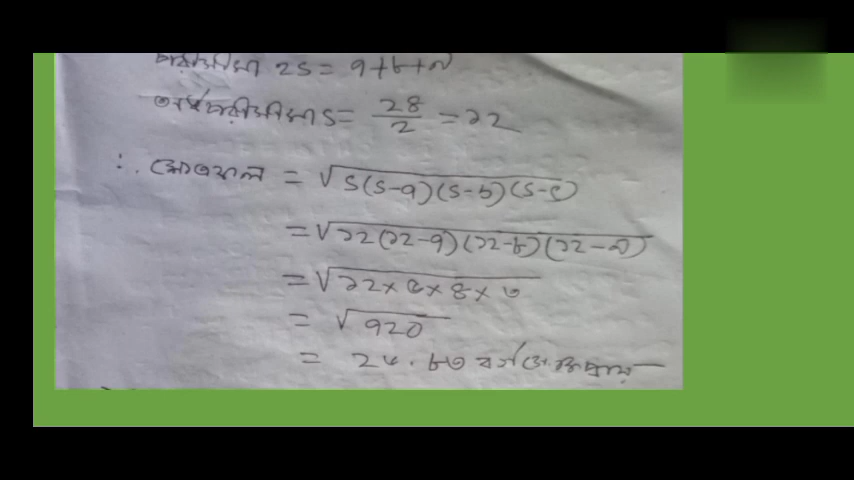 পরিসীমা 2S = ৭+৮+৯
অর্ধপরিসীমা S = ২৪/২ = ১২
∴ ক্ষেত্রফল = √S(S-a)(S-b)(S-c)
= √১২(১২-৭)(১২-৮)(১২-৯)
= √১২×৫×৪×৩
= √৭২০
= ২৬.৮৩ বর্গ সে.মি. প্রায়